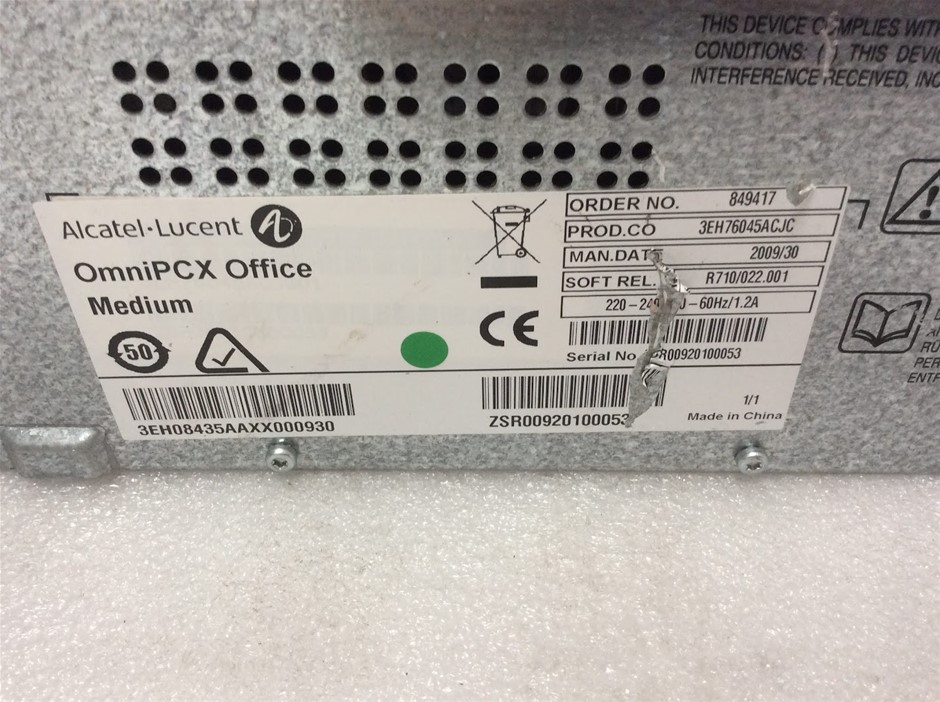 THIS DEVICE COMPLIES WITH
CONDITIONS: ( ) THIS
INTERFERENCE RECEIVED,
Alcatel·Lucent
OmniPCX Office
Medium
50
CE
ORDER NO. 849417
PROD.CO 3EH76045ACJC
MAN.DATE 2009/30
SOFT REL. R710/022.001
-60Hz/1.2A
Serial No
3EH08435AAXX000930
ZSR00920100053
1/1
Made in China